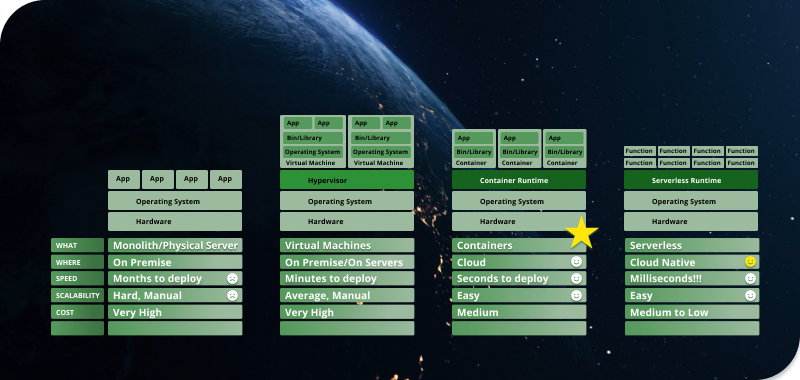 App App App App
Operating System
Hardware
App App App App
Bin/Library Bin/Library
Operating System Operating System
Virtual Machine Virtual Machine
Hypervisor
Operating System
Hardware
App App App
Bin/Library Bin/Library Bin/Library
Container Container Container
Container Runtime
Operating System
Hardware
Function Function Function Function
Function Function Function Function
Serverless Runtime
Operating System
Hardware
WHAT Monolith/Physical Server Virtual Machines Containers Serverless
WHERE On Premise On Premise/On Servers Cloud Cloud Native
SPEED Months to deploy Minutes to deploy Seconds to deploy Milliseconds!!!
SCALABILITY Hard, Manual Average, Manual Easy Easy
COST Very High Very High Medium Medium to Low